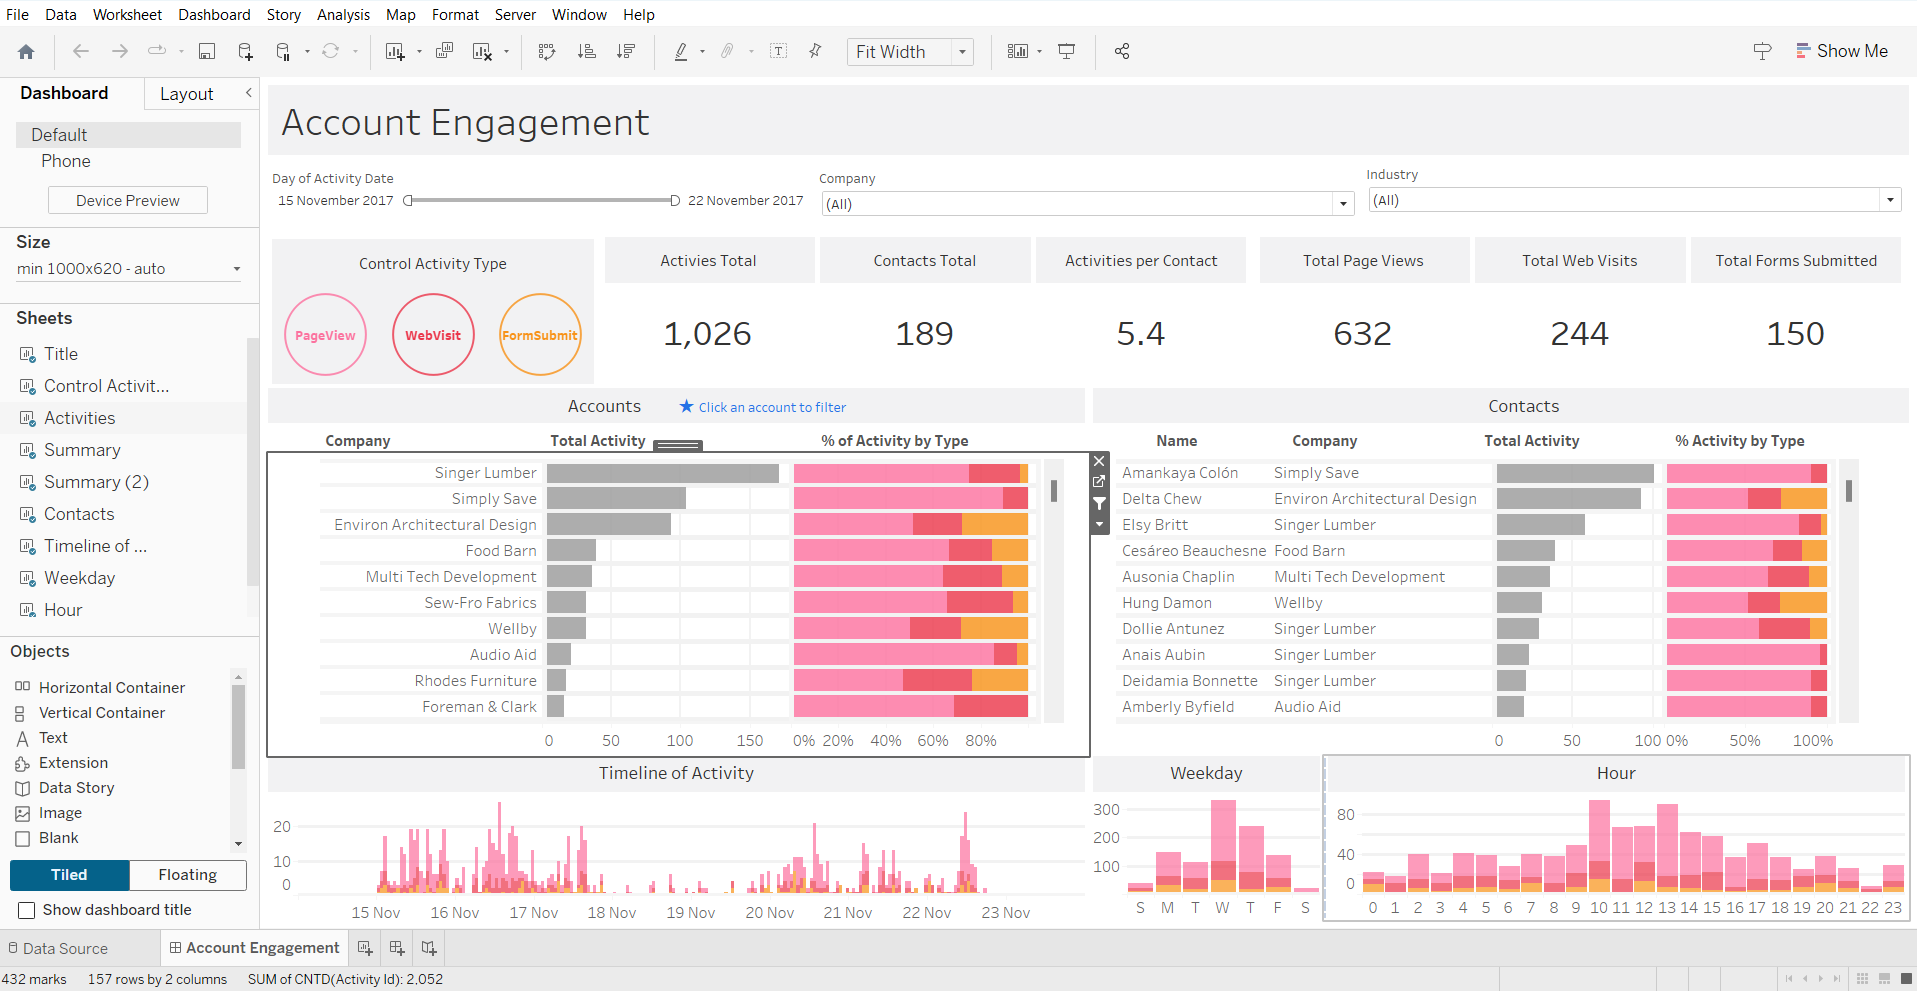 File Data Worksheet Dashboard Story Analysis Map Format Server Window Help
Fit Width
Show Me
Dashboard
Layout
Default
Phone
Device Preview
Size
min 1000x620 - auto
Sheets
Title
Control Activit...
Activities
Summary
Summary (2)
Contacts
Timeline of ...
Weekday
Hour
Objects
Horizontal Container
Vertical Container
Text
Extension
Data Story
Image
Blank
Tiled
Floating
Show dashboard title
Account Engagement
Day of Activity Date
15 November 2017
22 November 2017
Company
(All)
Industry
(All)
Control Activity Type
PageView
WebVisit
FormSubmit
Activies Total
1,026
Contacts Total
189
Activities per Contact
5.4
Total Page Views
632
Total Web Visits
244
Total Forms Submitted
150
Accounts
★ Click an account to filter
Company Total Activity % of Activity by Type
Singer Lumber
Simply Save
Environ Architectural Design
Food Barn
Multi Tech Development
Sew-Fro Fabrics
Wellby
Audio Aid
Rhodes Furniture
Foreman & Clark
0 50 100 150 0% 20% 40% 60% 80%
Contacts
Name Company Total Activity % Activity by Type
Amankaya Colón Simply Save
Delta Chew Environ Architectural Design
Elsy Britt Singer Lumber
Cesáreo Beauchesne Food Barn
Ausonia Chaplin Multi Tech Development
Hung Damon Wellby
Dollie Antunez Singer Lumber
Anais Aubin Singer Lumber
Deidamia Bonnette Singer Lumber
Amberly Byfield Audio Aid
0 50 100 0% 50% 100%
Timeline of Activity
20
10
0
15 Nov 16 Nov 17 Nov 18 Nov 19 Nov 20 Nov 21 Nov 22 Nov 23 Nov
Weekday
300
200
100
S M T W T F S
Hour
80
40
0
0 1 2 3 4 5 6 7 8 9 10 11 12 13 14 15 16 17 18 19 20 21 22 23
Data Source
Account Engagement
432 marks 157 rows by 2 columns SUM of CNTD(Activity Id): 2,052